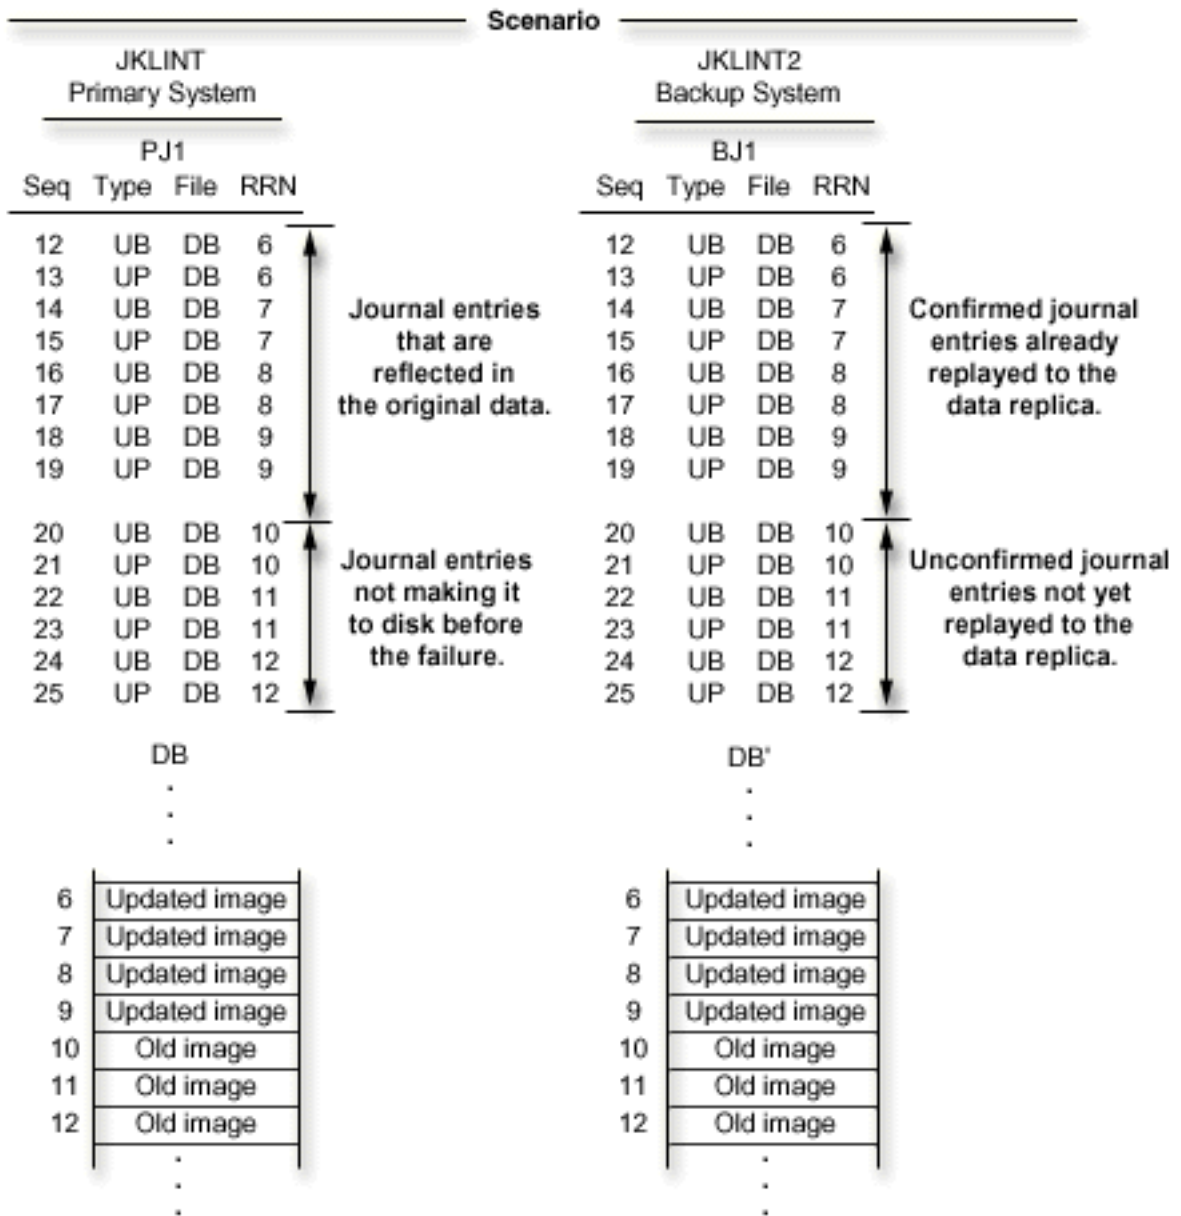 Scenario
JKLINT
Primary System
PJ1
Seq Type File RRN
12 UB DB 6
13 UP DB 6
14 UB DB 7
15 UP DB 7
16 UB DB 8
17 UP DB 8
18 UB DB 9
19 UP DB 9
Journal entries
that are
reflected in
the original data.
20 UB DB 10
21 UP DB 10
22 UB DB 11
23 UP DB 11
24 UB DB 12
25 UP DB 12
Journal entries
not making it
to disk before
the failure.
DB
6 Updated image
7 Updated image
8 Updated image
9 Updated image
10 Old image
11 Old image
12 Old image
JKLINT2
Backup System
BJ1
Seq Type File RRN
12 UB DB 6
13 UP DB 6
14 UB DB 7
15 UP DB 7
16 UB DB 8
17 UP DB 8
18 UB DB 9
19 UP DB 9
Confirmed journal
entries already
replayed to the
data replica.
20 UB DB 10
21 UP DB 10
22 UB DB 11
23 UP DB 11
24 UB DB 12
25 UP DB 12
Unconfirmed journal
entries not yet
replayed to the
data replica.
DB'
6 Updated image
7 Updated image
8 Updated image
9 Updated image
10 Old image
11 Old image
12 Old image